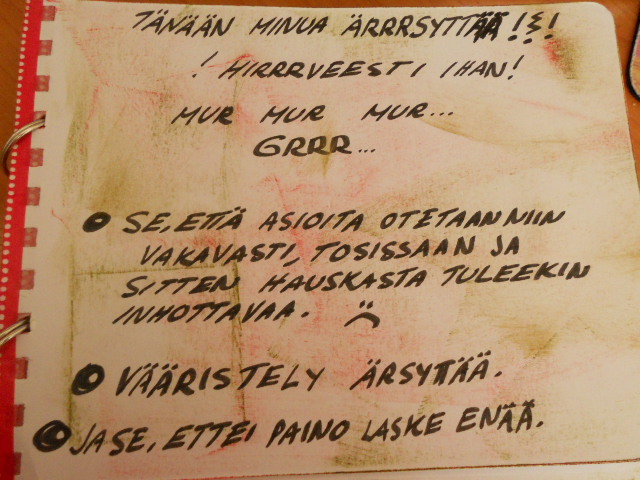 TÄNÄÄN MINUA ÄRRRSYTTÄÄ!!!
! HIRRRVEESTI IHAN!
MUR MUR MUR...
GRRR...
SE, ETTÄ ASIOITA OTETAAN NIIN
VAKAVASTI, TOSISSAAN JA
SITTEN HAUSKASTA TULEEKIN
INHOTTAVAA. :(
VÄÄRISTELY ÄRSYTTÄÄ.
JA SE, ETTEI PAINO LASKE ENÄÄ.